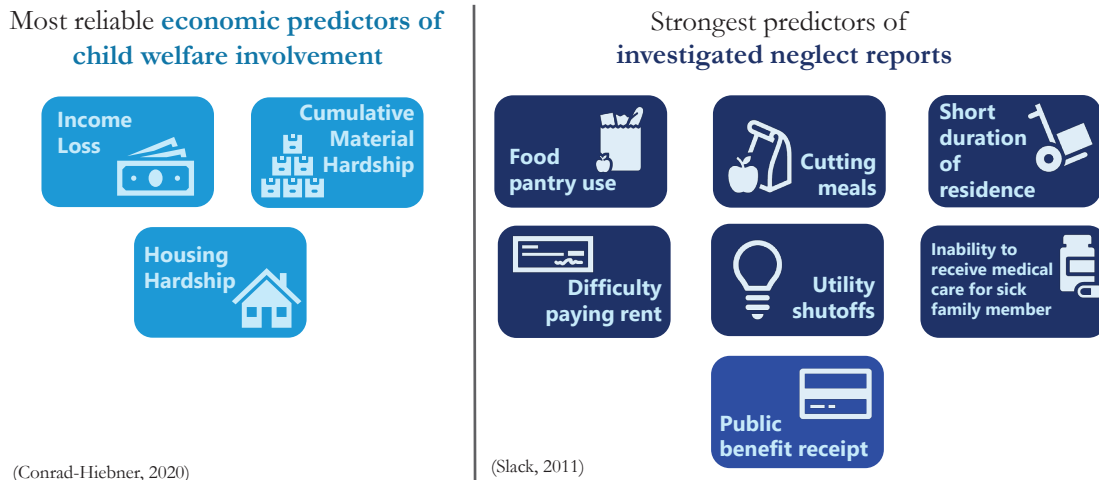 Most reliable economic predictors of
child welfare involvement
Income
Loss
Cumulative
Material
Hardship
Housing
Hardship
(Conrad-Hiebner, 2020)
Strongest predictors of
investigated neglect reports
Food
pantry use
Cutting
meals
Short
duration
of
residence
Difficulty
paying rent
Utility
shutoffs
Inability to
receive medical
care for sick
family member
Public
benefit receipt
(Slack, 2011)